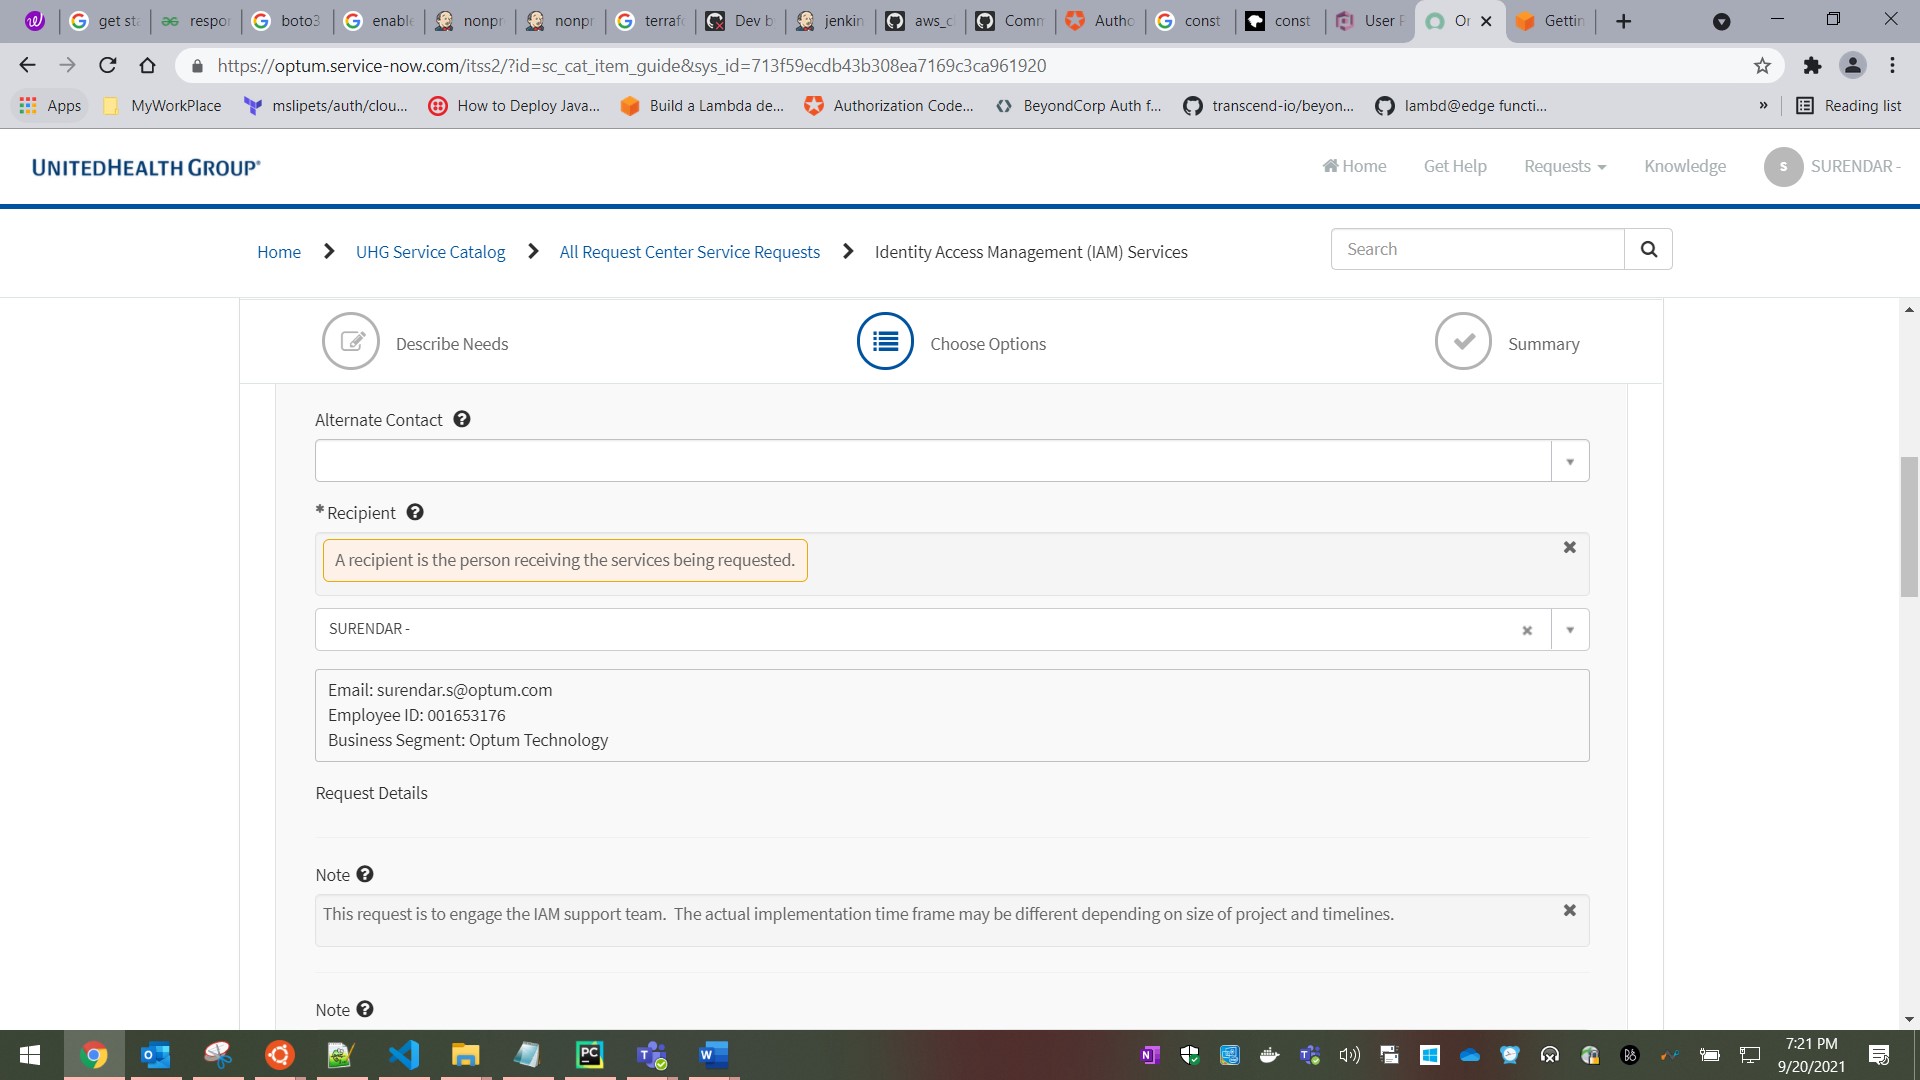 get sta
respor
boto3
enable
nonpr
nonpr
terrafo
Dev b
jenkin
aws_c
Comm
Autho
const
const
User P
Or
Gettin
https://optum.service-now.com/itss2/?id=sc_cat_item_guide&sys_id=713f59ecdb43b308ea7169c3ca961920
Apps
MyWorkPlace
mslipets/auth/clou...
How to Deploy Java...
Build a Lambda de...
Authorization Code...
BeyondCorp Auth f...
transcend-io/beyon...
lambd@edge functi...
»
Reading list
UNITEDHEALTH GROUP®
Home
Get Help
Requests
Knowledge
S
SURENDAR -
Home
UHG Service Catalog
All Request Center Service Requests
Identity Access Management (IAM) Services
Search
Describe Needs
Choose Options
Summary
Alternate Contact
* Recipient
A recipient is the person receiving the services being requested.
SURENDAR -
Email: surendar.s@optum.com
Employee ID: 001653176
Business Segment: Optum Technology
Request Details
Note
This request is to engage the IAM support team.  The actual implementation time frame may be different depending on size of project and timelines.
Note
7:21 PM
9/20/2021